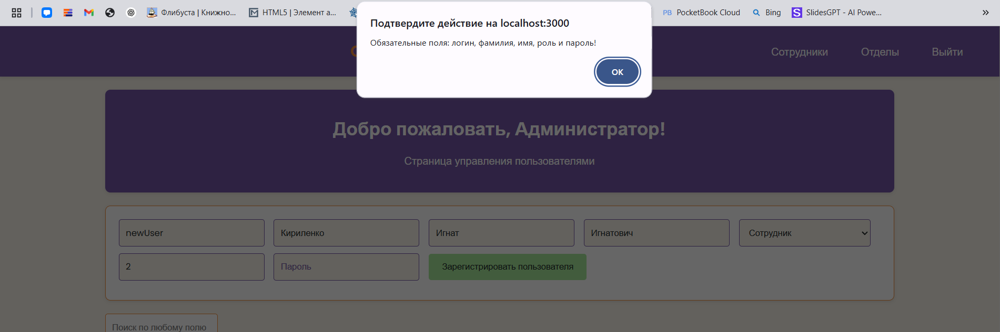 Флибуста | Книжно...
HTML5 | Элемент а...
PB PocketBook Cloud
Bing
S SlidesGPT - AI Powe...
Подтвердите действие на localhost:3000
Обязательные поля: логин, фамилия, имя, роль и пароль!
ОК
Сотрудники
Отделы
Выйти
Добро пожаловать, Администратор!
Страница управления пользователями
newUser
Кириленко
Игнат
Игнатович
Сотрудник
2
Пароль
Зарегистрировать пользователя
Поиск по любому полю